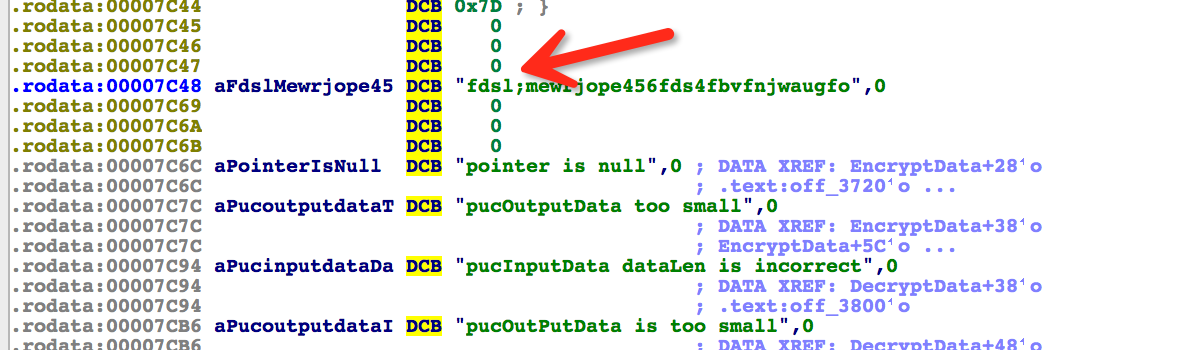 .rodata:00007C44 DCB 0x7D ; }
.rodata:00007C45 DCB 0
.rodata:00007C46 DCB 0
.rodata:00007C47 DCB 0
.rodata:00007C48 aFdslMewrjope45 DCB "fdsl;mewrjope456fds4fbvfnjwaugfo",0
.rodata:00007C69 DCB 0
.rodata:00007C6A DCB 0
.rodata:00007C6B DCB 0
.rodata:00007C6C aPointerIsNull DCB "pointer is null",0 ; DATA XREF: EncryptData+28↑o
.rodata:00007C6C ; .text:off_3720↑o ...
.rodata:00007C7C aPucoutputdataT DCB "pucOutputData too small",0
.rodata:00007C7C ; DATA XREF: EncryptData+38↑o
.rodata:00007C7C ; EncryptData+5C↑o ...
.rodata:00007C94 aPucinputdataDa DCB "pucInputData dataLen is incorrect",0
.rodata:00007C94 ; DATA XREF: DecryptData+38↑o
.rodata:00007C94 ; .text:off_3800↑o
.rodata:00007CB6 aPucoutputdataI DCB "pucOutPutData is too small",0
.rodata:00007CB6 ; DATA XREF: DecryptData+48↑o